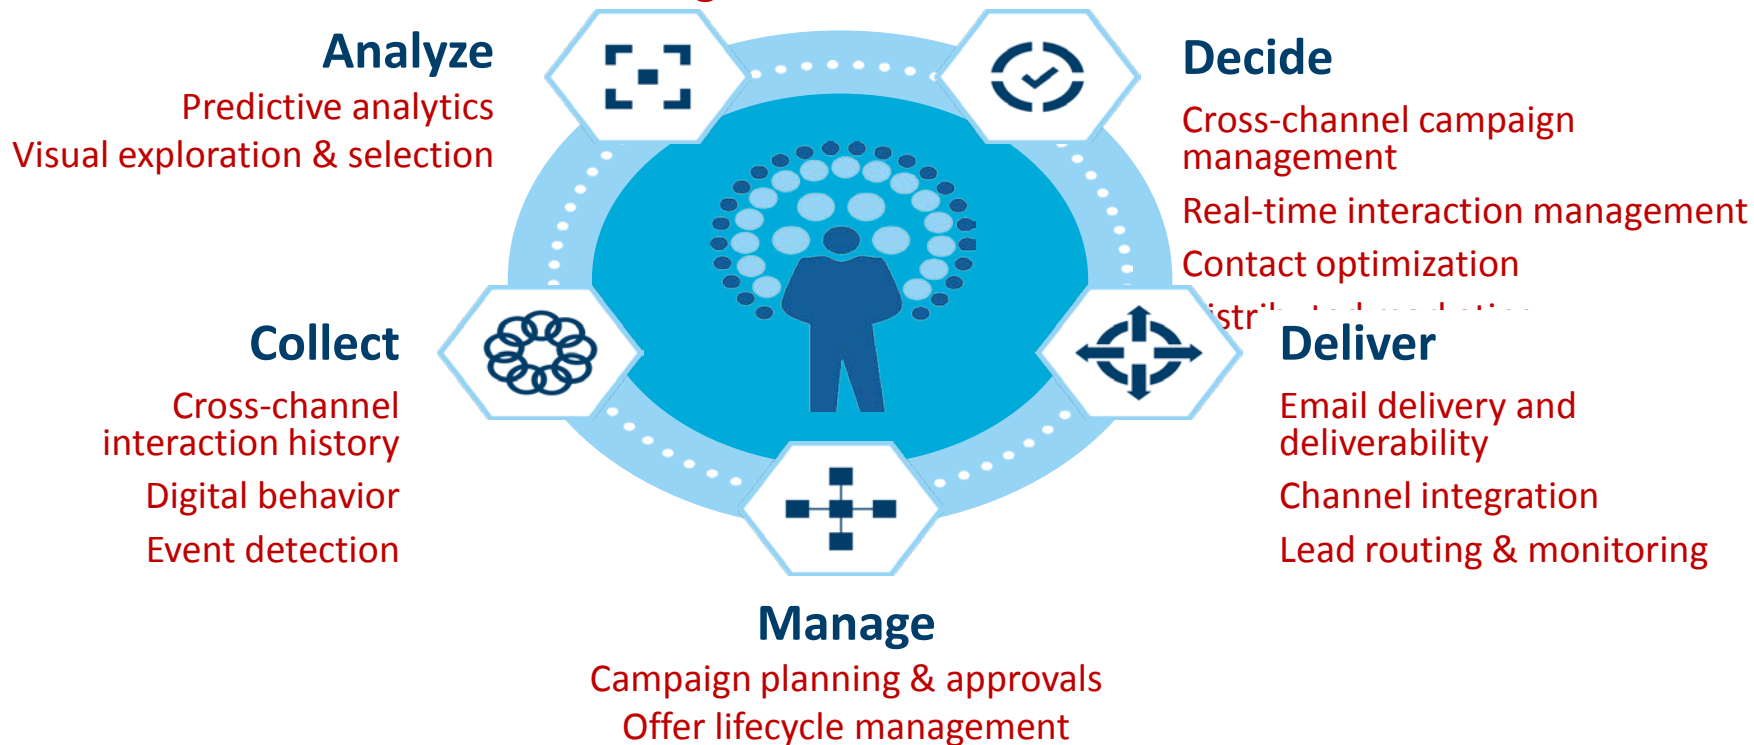 Analyze
Predictive analytics
Visual exploration & selection
Decide
Cross-channel campaign
management
Real-time interaction management
Contact optimization
Collect
Cross-channel
interaction history
Digital behavior
Event detection
Deliver
Email delivery and
deliverability
Channel integration
Lead routing & monitoring
Manage
Campaign planning & approvals
Offer lifecycle management